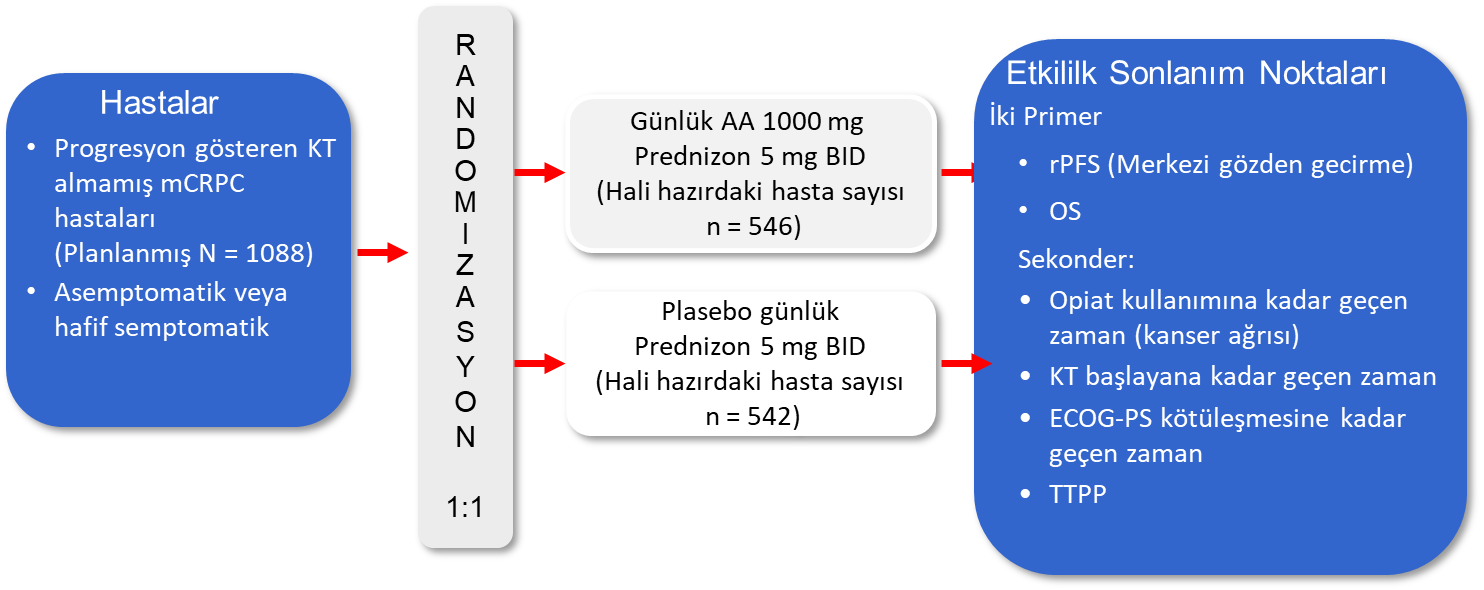 Hastalar
• Progresyon gösteren KT
almamış mCRPC
hastaları
(Planlanmış N = 1088)
• Asemptomatik veya
hafif semptomatik
R
A
N
D
O
M
I
Z
A
S
Y
O
N
1:1
Günlük AA 1000 mg
Prednizon 5 mg BID
(Hali hazırdaki hasta sayısı
n = 546)
Plasebo günlük
Prednizon 5 mg BID
(Hali hazırdaki hasta sayısı
n = 542)
Etkililk Sonlanım Noktaları
İki Primer
• rPFS (Merkezi gözden gecirme)
• OS
Sekonder:
• Opiat kullanımına kadar geçen
zaman (kanser ağrısı)
• KT başlayana kadar geçen zaman
• ECOG-PS kötüleşmesine kadar
geçen zaman
• TTPP